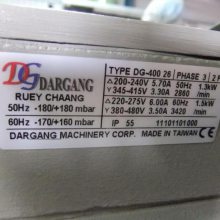 DG DARGANG
RUEY CHAANG
50Hz -180/+180 mbar
60Hz -170/+160 mbar
TYPE DG-400 26 PHASE 3
△ 200-240V 5.70A 50Hz 1.3kW
Y 345-415V 3.30A 2860 /min
△ 220-275V 6.00A 60Hz 1.5kW
Y 380-480V 3.50A 3420 /min
IP 55 11101101000
DARGANG MACHINERY CORP. MADE IN TAIWAN